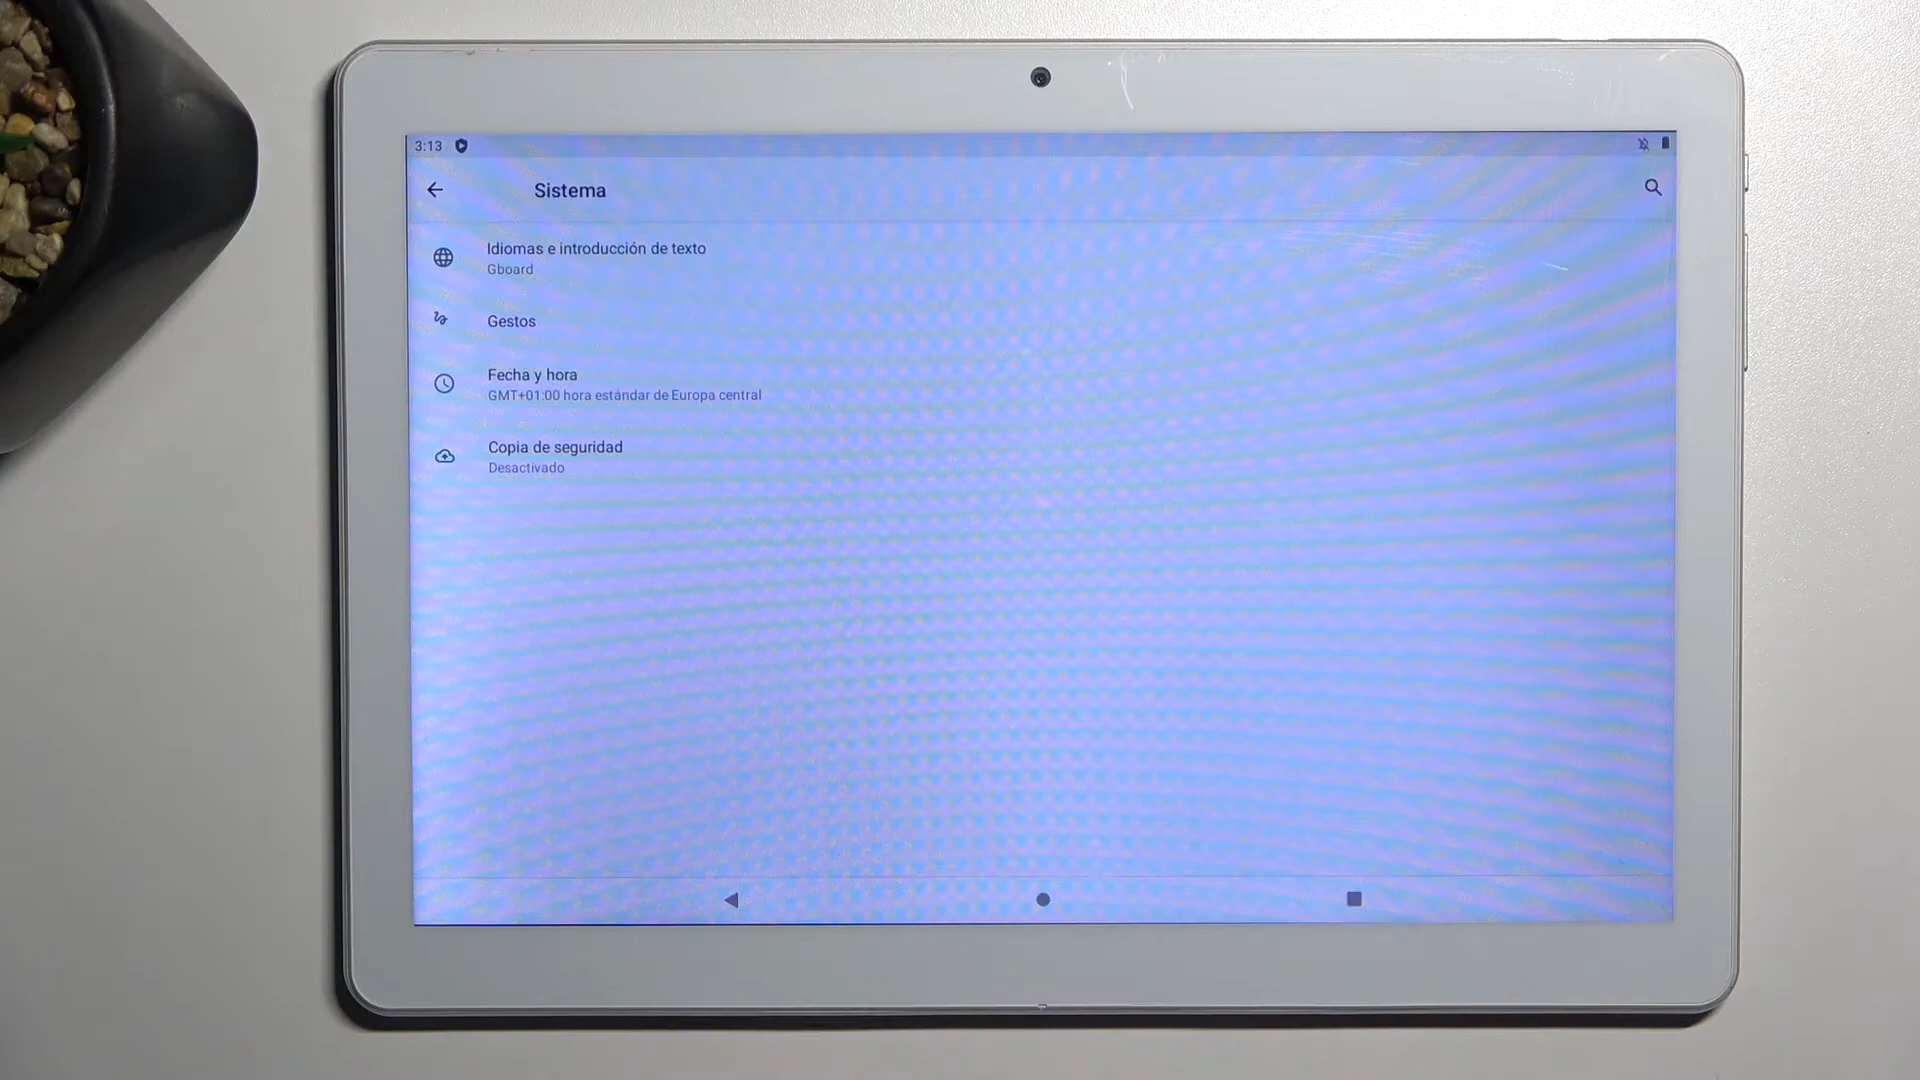 3:13
Sistema
Idiomas e introducción de texto
Gboard
Gestos
Fecha y hora
GMT+01:00 hora estándar de Europa central
Copia de seguridad
Desactivado